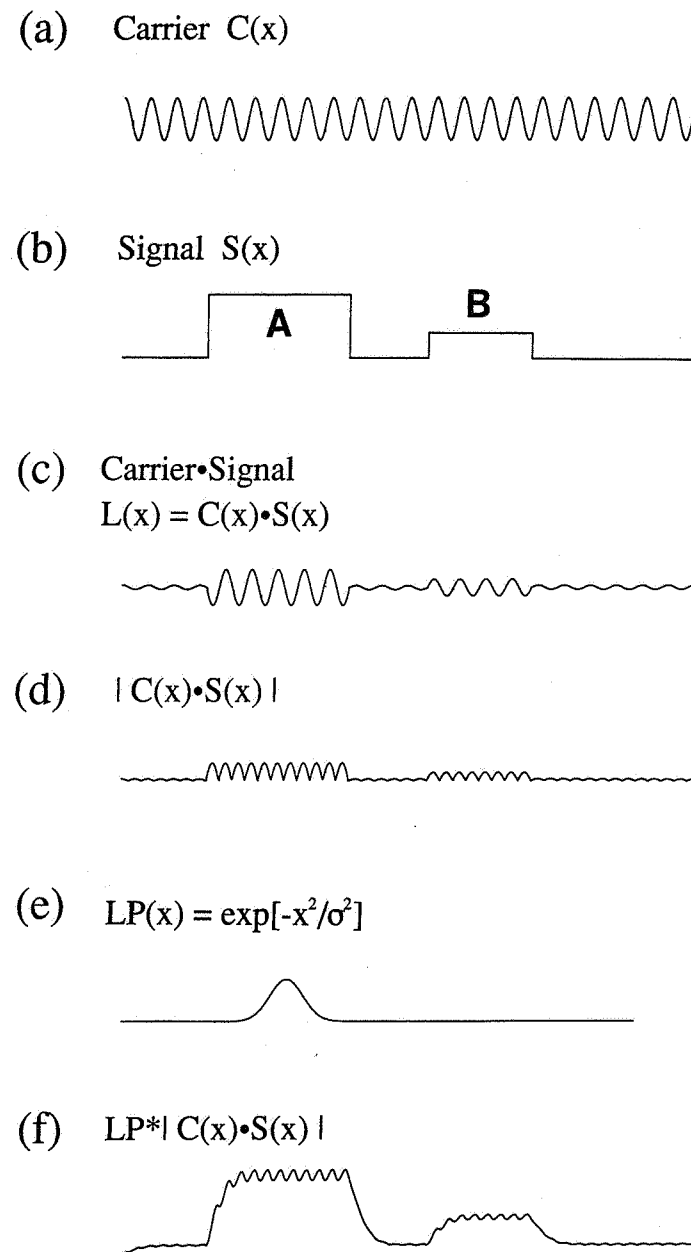 (a) Carrier C(x)
(b) Signal S(x)
A
B
(c) Carrier•Signal
L(x) = C(x)•S(x)
(d) | C(x)•S(x) |
(e) LP(x) = exp[-x²/σ²]
(f) LP*| C(x)•S(x) |